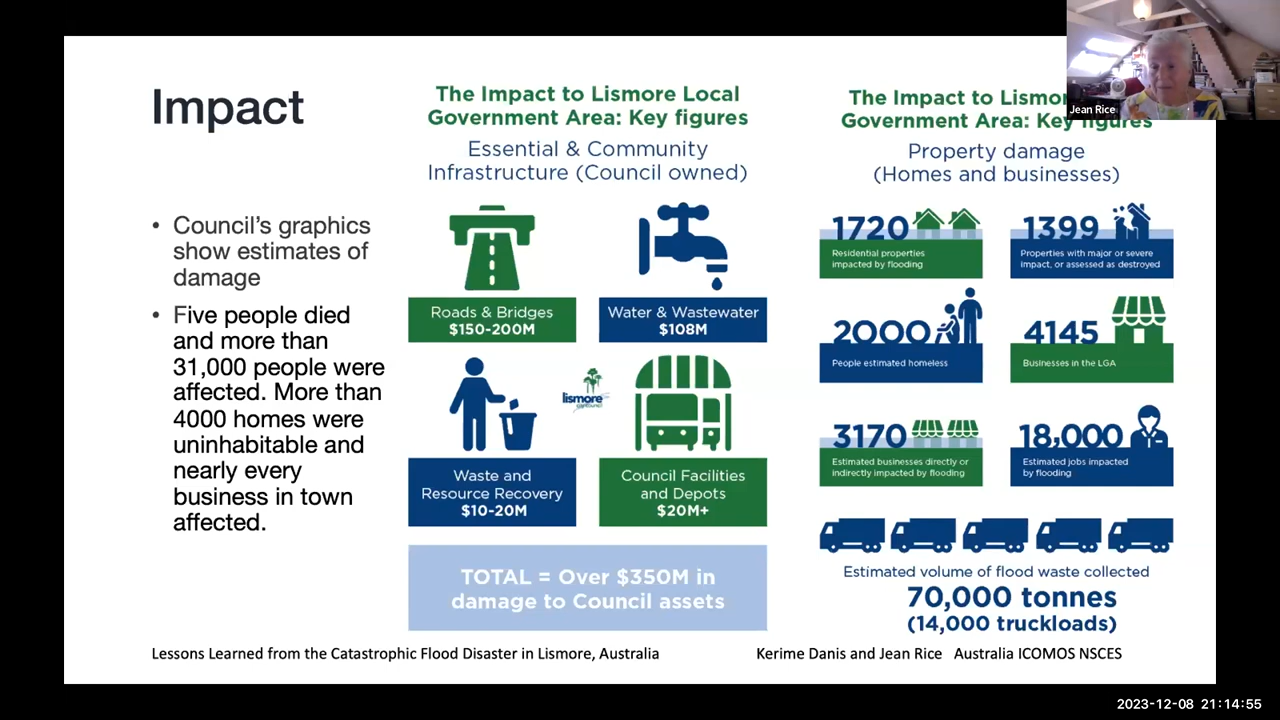 Impact
• Council's graphics
show estimates of
damage
• Five people died
and more than
31,000 people were
affected. More than
4000 homes were
uninhabitable and
nearly every
business in town
affected.
The Impact to Lismore Local
Government Area: Key figures
Essential & Community
Infrastructure (Council owned)
Roads & Bridges
$150-200M
Water & Wastewater
$108M
lismore
Waste and
Resource Recovery
$10-20M
Council Facilities
and Depots
$20M+
TOTAL = Over $350M in
damage to Council assets
The Impact to Lismor
Government Area: Key figures
Property damage
(Homes and businesses)
1720
Residential properties
impacted by flooding
1399
Properties with major or severe
impact, or assessed as destroyed
2000
People estimated homeless
4145
Businesses in the LGA
3170
Estimated businesses directly or
indirectly impacted by flooding
18,000
Estimated jobs impacted
by flooding
Estimated volume of flood waste collected
70,000 tonnes
(14,000 truckloads)
Lessons Learned from the Catastrophic Flood Disaster in Lismore, Australia
Kerime Danis and Jean Rice Australia ICOMOS NSCES
Jean Rice
2023-12-08 21:14:55